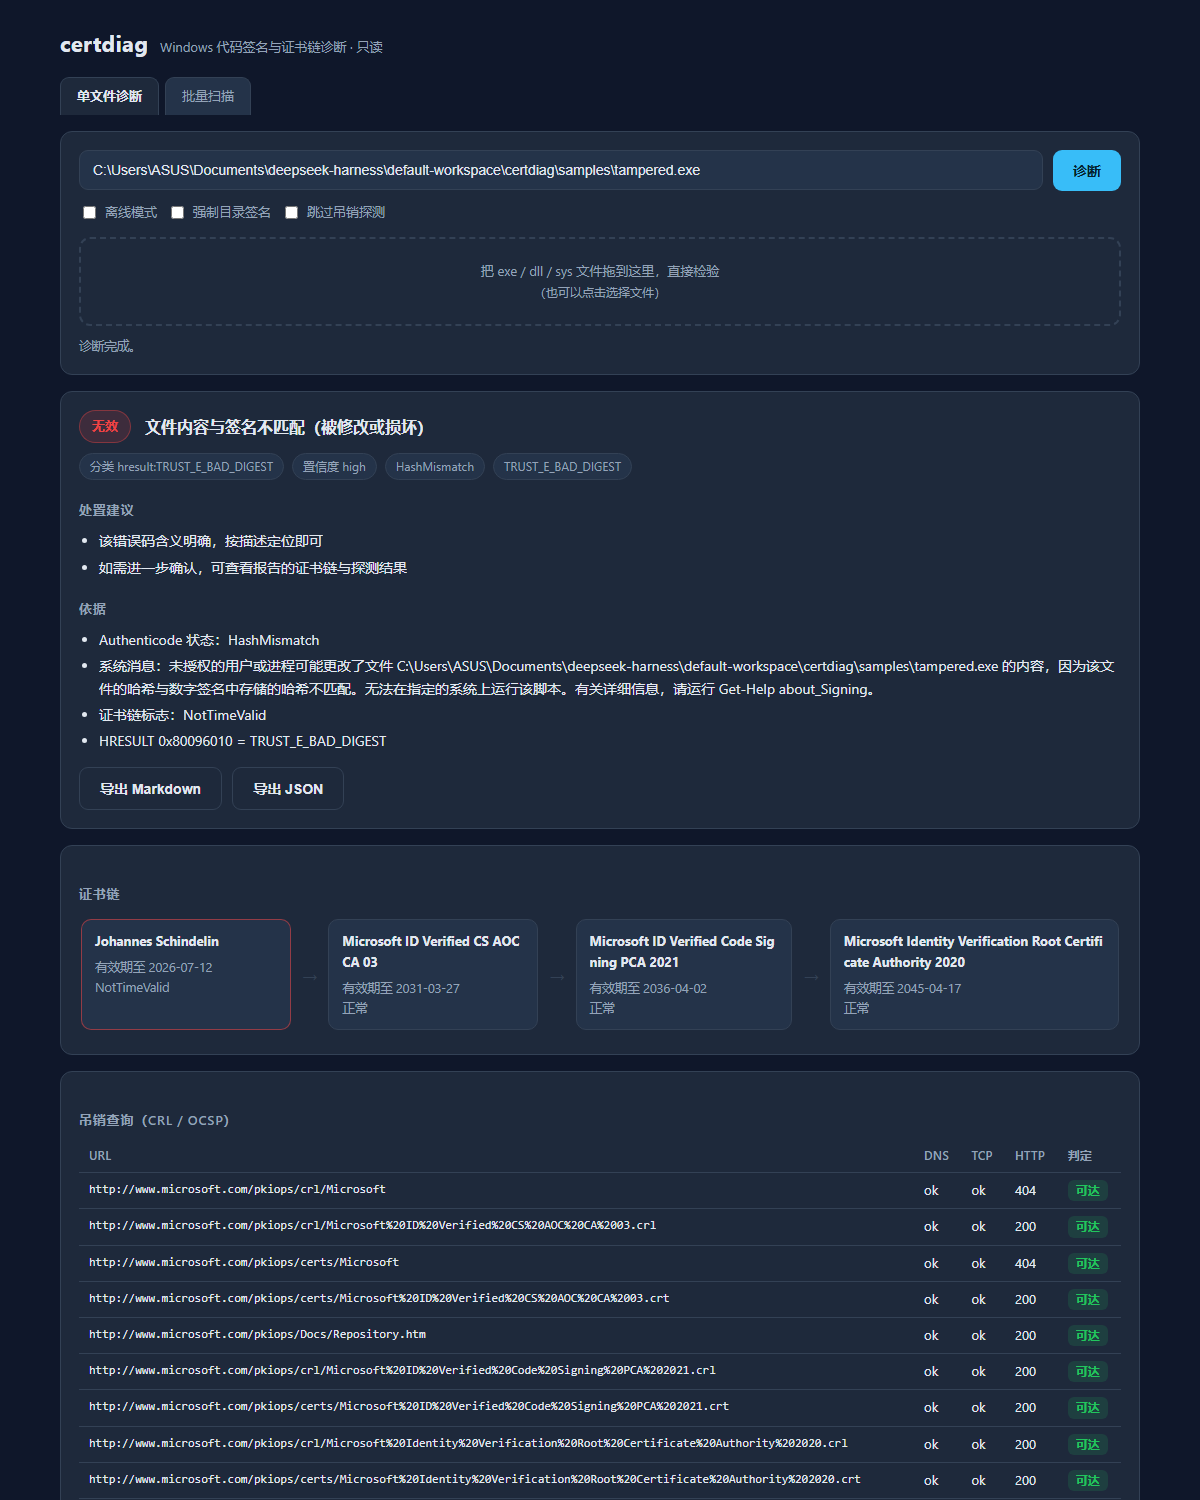 certdiag Windows 代码签名与证书链诊断 · 只读
单文件诊断 批量扫描
C:\Users\ASUS\Documents\deepseek-harness\default-workspace\certdiag\samples\tampered.exe 诊断
离线模式 强制目录签名 跳过吊销探测
把 exe / dll / sys 文件拖到这里，直接检验
（也可以点击选择文件）
诊断完成。
无效 文件内容与签名不匹配（被修改或损坏）
分类 hresult:TRUST_E_BAD_DIGEST 置信度 high HashMismatch TRUST_E_BAD_DIGEST
处置建议
• 该错误码含义明确，按描述定位即可
• 如需进一步确认，可查看报告的证书链与探测结果
依据
• Authenticode 状态：HashMismatch
• 系统消息：未授权的用户或进程可能更改了文件 C:\Users\ASUS\Documents\deepseek-harness\default-workspace\certdiag\samples\tampered.exe 的内容，因为该文
件的哈希与数字签名中存储的哈希不匹配。无法在指定的系统上运行该脚本。有关详细信息，请运行 Get-Help about_Signing。
• 证书链标志：NotTimeValid
• HRESULT 0x80096010 = TRUST_E_BAD_DIGEST
导出 Markdown 导出 JSON
证书链
Johannes Schindelin
有效期至 2026-07-12
NotTimeValid
→
Microsoft ID Verified CS AOC
CA 03
有效期至 2031-03-27
正常
→
Microsoft ID Verified Code Sig
ning PCA 2021
有效期至 2036-04-02
正常
→
Microsoft Identity Verification Root Certifi
cate Authority 2020
有效期至 2045-04-17
正常
吊销查询（CRL / OCSP）
URL DNS TCP HTTP 判定
http://www.microsoft.com/pkiops/crl/Microsoft ok ok 404 可达
http://www.microsoft.com/pkiops/crl/Microsoft%20ID%20Verified%20CS%20AOC%20CA%2003.crl ok ok 200 可达
http://www.microsoft.com/pkiops/certs/Microsoft ok ok 404 可达
http://www.microsoft.com/pkiops/certs/Microsoft%20ID%20Verified%20CS%20AOC%20CA%2003.crt ok ok 200 可达
http://www.microsoft.com/pkiops/Docs/Repository.htm ok ok 200 可达
http://www.microsoft.com/pkiops/crl/Microsoft%20ID%20Verified%20Code%20Signing%20PCA%202021.crl ok ok 200 可达
http://www.microsoft.com/pkiops/certs/Microsoft%20ID%20Verified%20Code%20Signing%20PCA%202021.crt ok ok 200 可达
http://www.microsoft.com/pkiops/crl/Microsoft%20Identity%20Verification%20Root%20Certificate%20Authority%202020.crl ok ok 200 可达
http://www.microsoft.com/pkiops/certs/Microsoft%20Identity%20Verification%20Root%20Certificate%20Authority%202020.crt ok ok 200 可达